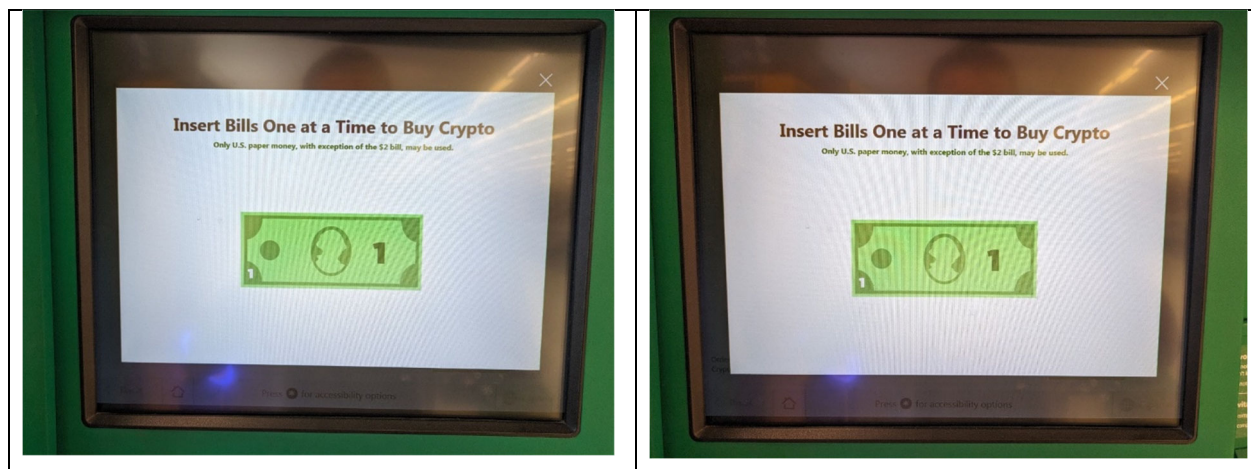 Insert Bills One at a Time to Buy Crypto
Only U.S. paper money, with exception of the $2 bill, may be used.
1
1
Press for accessibility options
Insert Bills One at a Time to Buy Crypto
Only U.S. paper money, with exception of the $2 bill, may be used.
1
1
Press for accessibility options